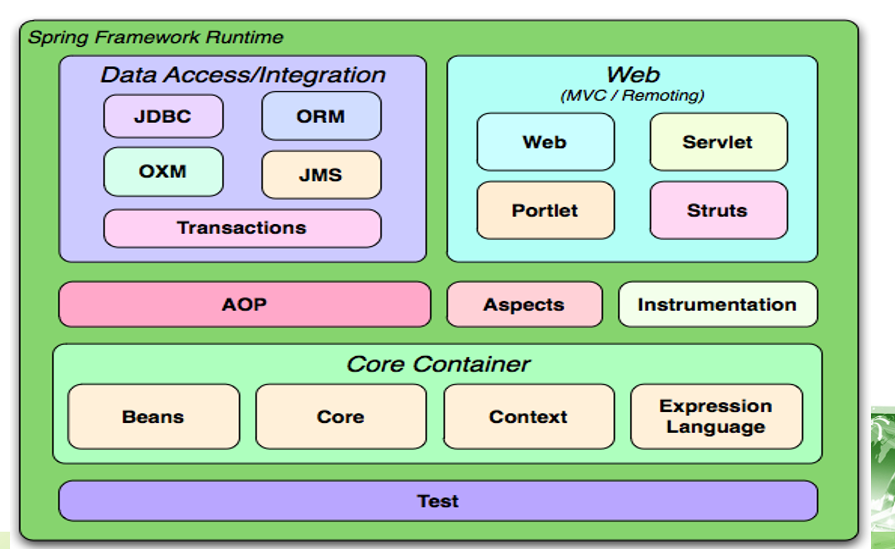 Spring Framework Runtime
Data Access/Integration
JDBC
ORM
OXM
JMS
Transactions
Web
(MVC / Remoting)
Web
Servlet
Portlet
Struts
AOP
Aspects
Instrumentation
Core Container
Beans
Core
Context
Expression
Language
Test